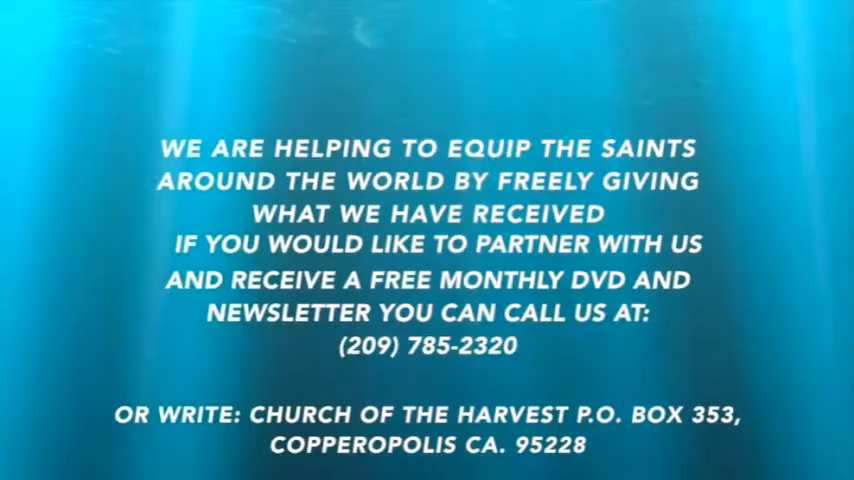 WE ARE HELPING TO EQUIP THE SAINTS
AROUND THE WORLD BY FREELY GIVING
WHAT WE HAVE RECEIVED
IF YOU WOULD LIKE TO PARTNER WITH US
AND RECEIVE A FREE MONTHLY DVD AND
NEWSLETTER YOU CAN CALL US AT:
(209) 785-2320
OR WRITE: CHURCH OF THE HARVEST P.O. BOX 353,
COPPEROPOLIS CA. 95228